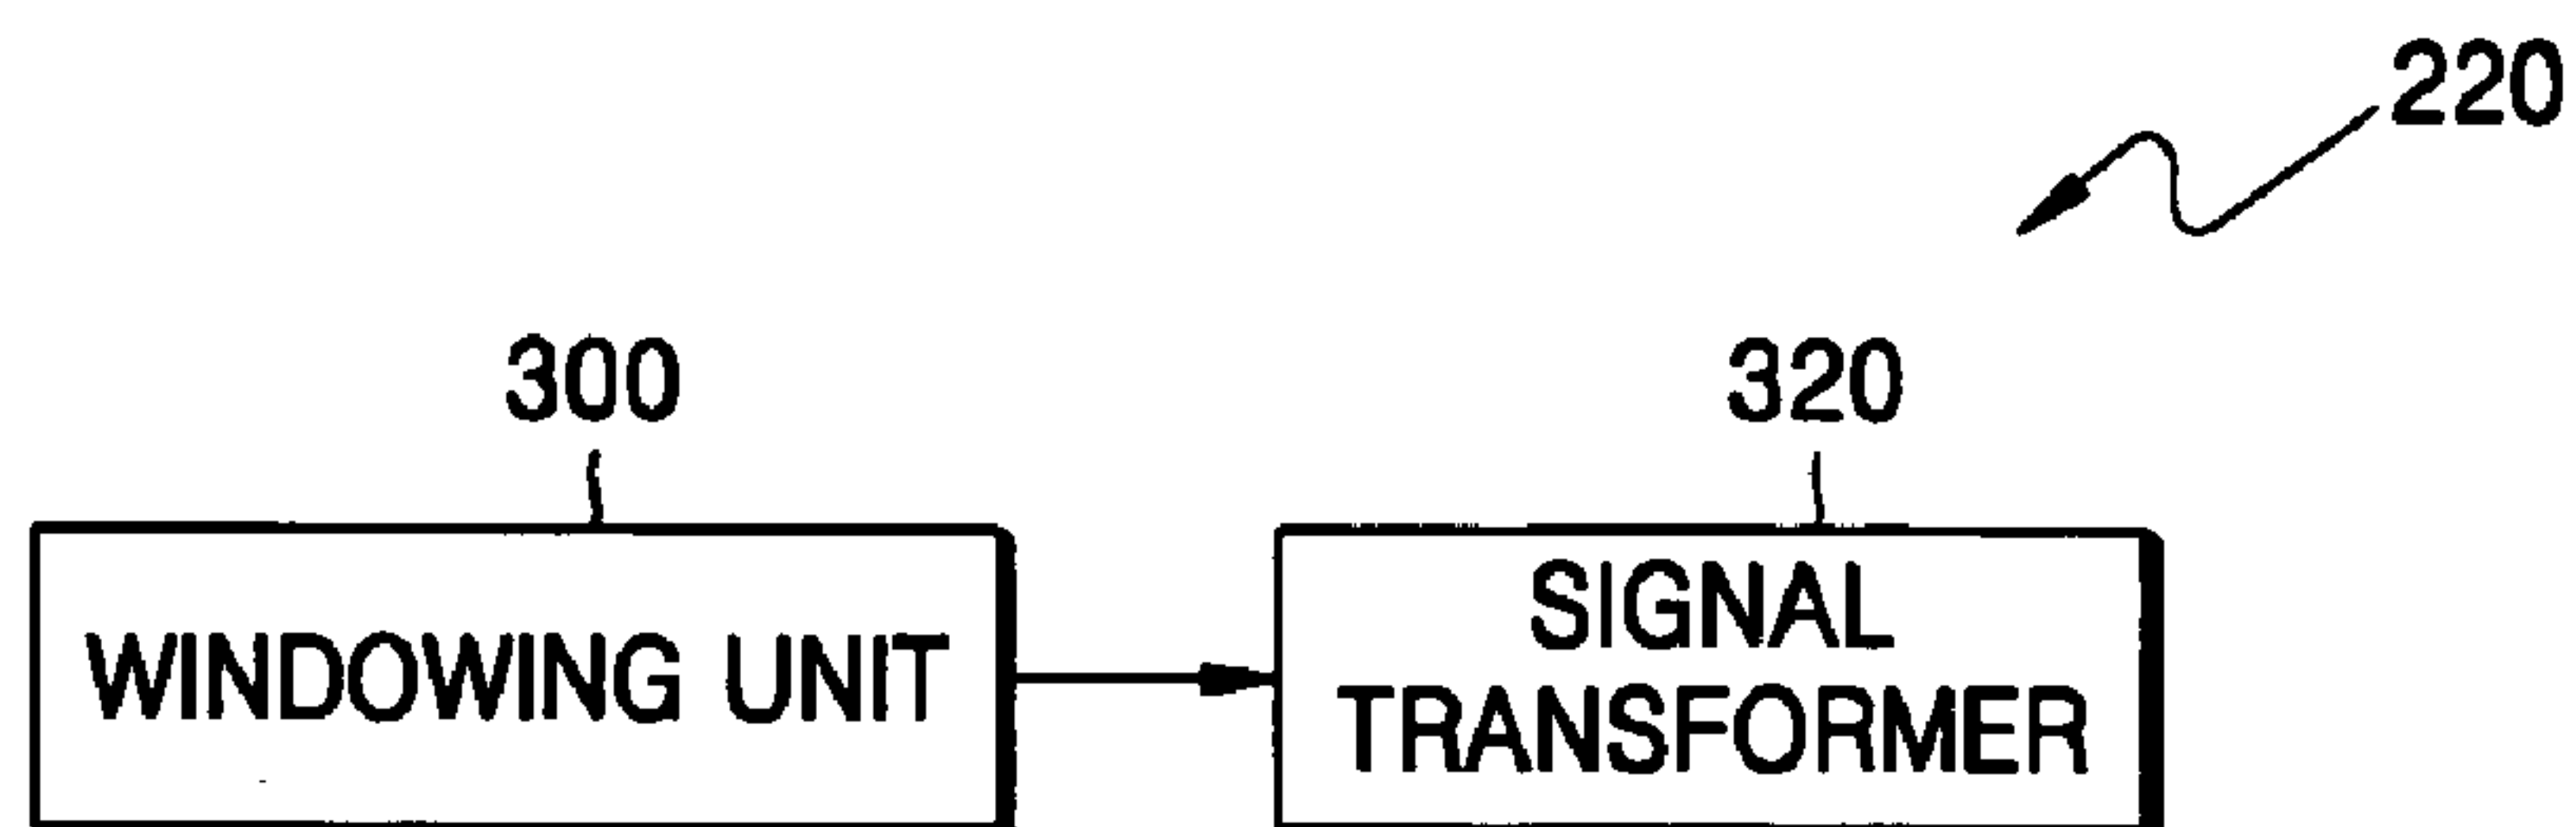 220
300
320
WINDOWING UNIT
SIGNAL
TRANSFORMER